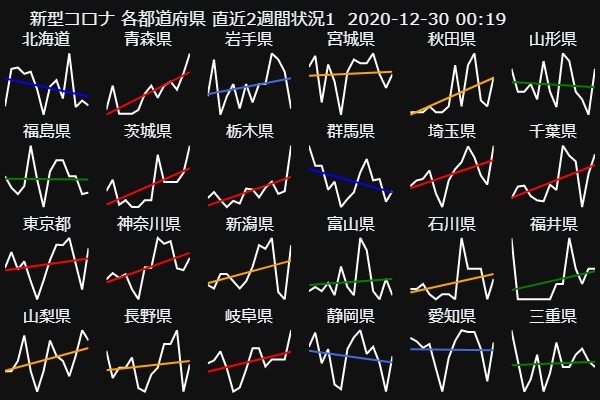 新型コロナ 各都道府県 直近2週間状況1 2020-12-30 00:19
北海道 青森県 岩手県 宮城県 秋田県 山形県
福島県 茨城県 栃木県 群馬県 埼玉県 千葉県
東京都 神奈川県 新潟県 富山県 石川県 福井県
山梨県 長野県 岐阜県 静岡県 愛知県 三重県